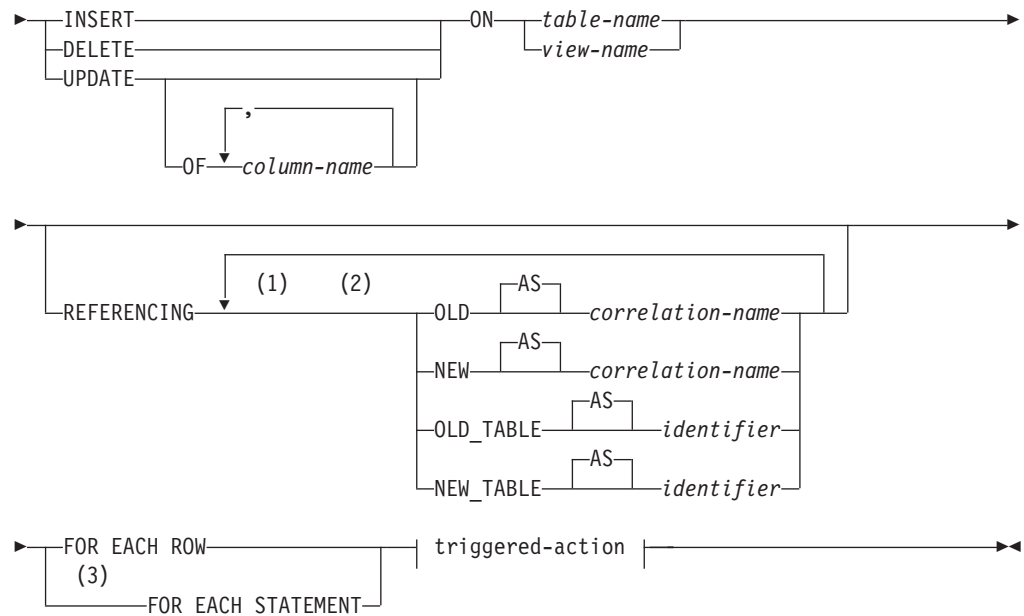 INSERT ON table-name
DELETE view-name
UPDATE
,
OF column-name
(1) (2) AS
REFERENCING OLD correlation-name
AS
NEW correlation-name
AS
OLD_TABLE identifier
AS
NEW_TABLE identifier
FOR EACH ROW triggered-action
(3)
FOR EACH STATEMENT